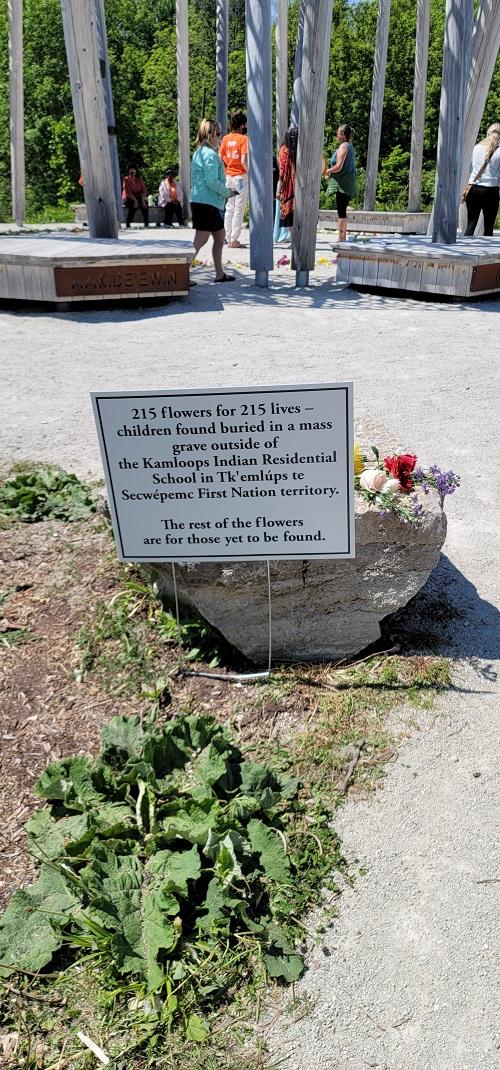 AAKIDE'E WIN
215 flowers for 215 lives –
children found buried in a mass
grave outside of
the Kamloops Indian Residential
School in Tk'emlúps te
Secwépemc First Nation territory.
The rest of the flowers
are for those yet to be found.